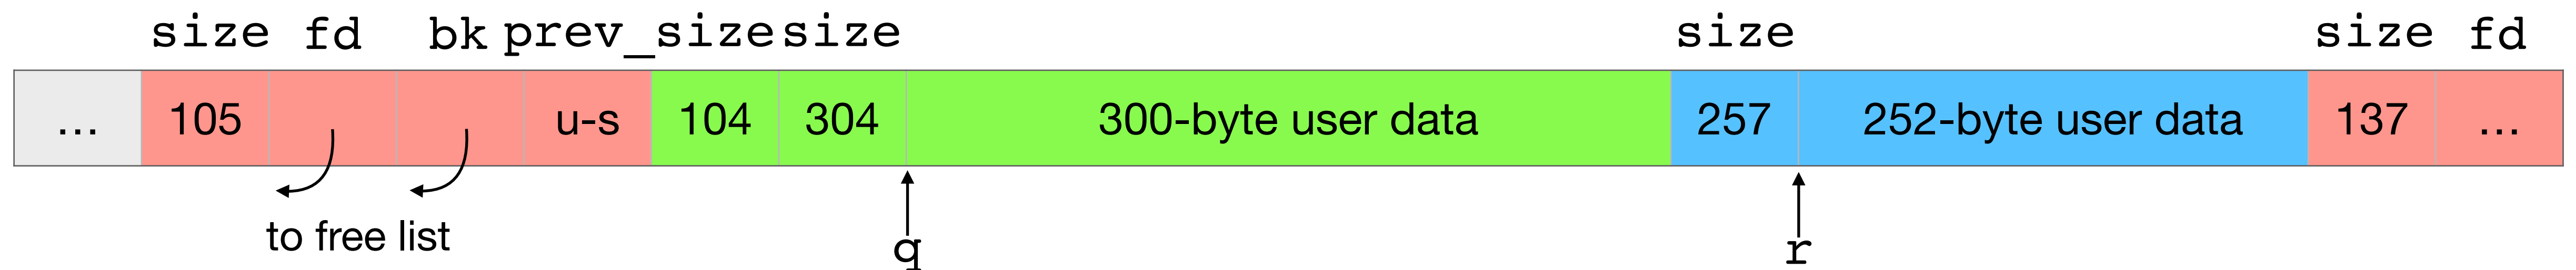 size fd bk prev_size size size size fd
... 105 u-s 104 304 300-byte user data 257 252-byte user data 137 ...
to free list
q r